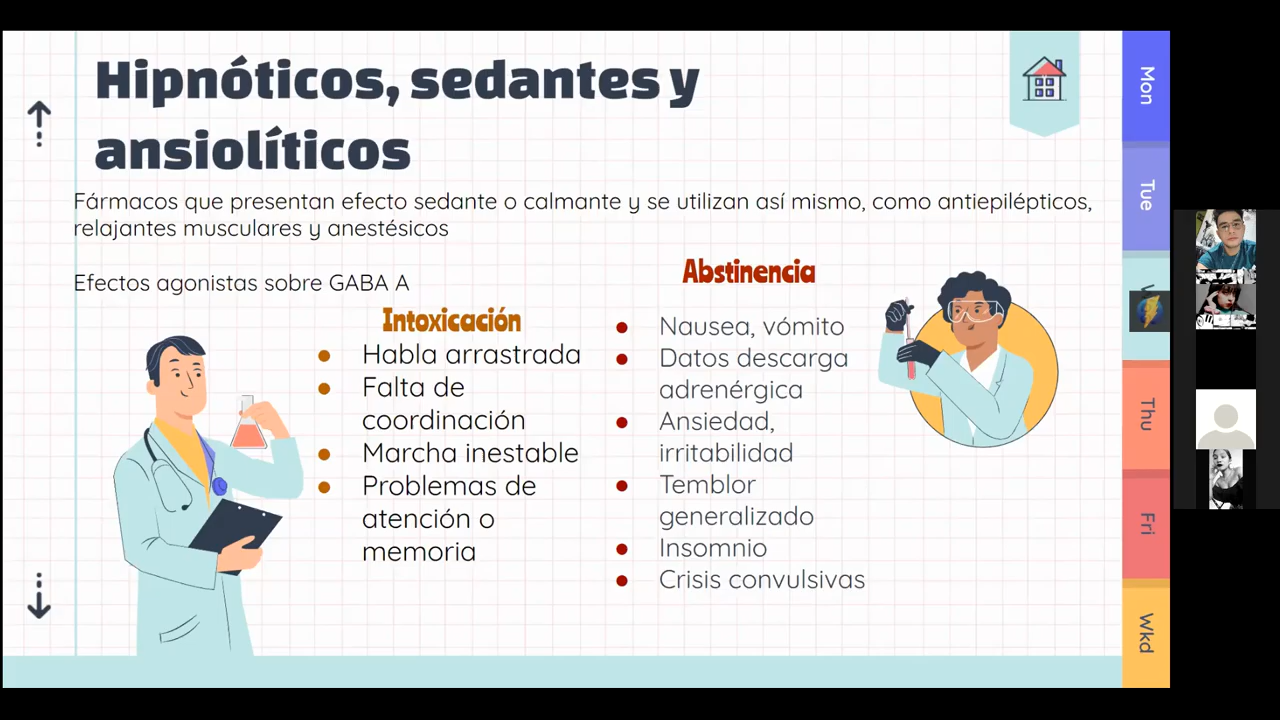 Hipnóticos, sedantes y
ansiolíticos
Fármacos que presentan efecto sedante o calmante y se utilizan así mismo, como antiepilépticos,
relajantes musculares y anestésicos
Efectos agonistas sobre GABA A
Intoxicación
Habla arrastrada
Falta de
coordinación
Marcha inestable
Problemas de
atención o
memoria
Abstinencia
Nausea, vómito
Datos descarga
adrenérgica
Ansiedad,
irritabilidad
Temblor
generalizado
Insomnio
Crisis convulsivas
Mon
Tue
Thu
Fri
Wkd